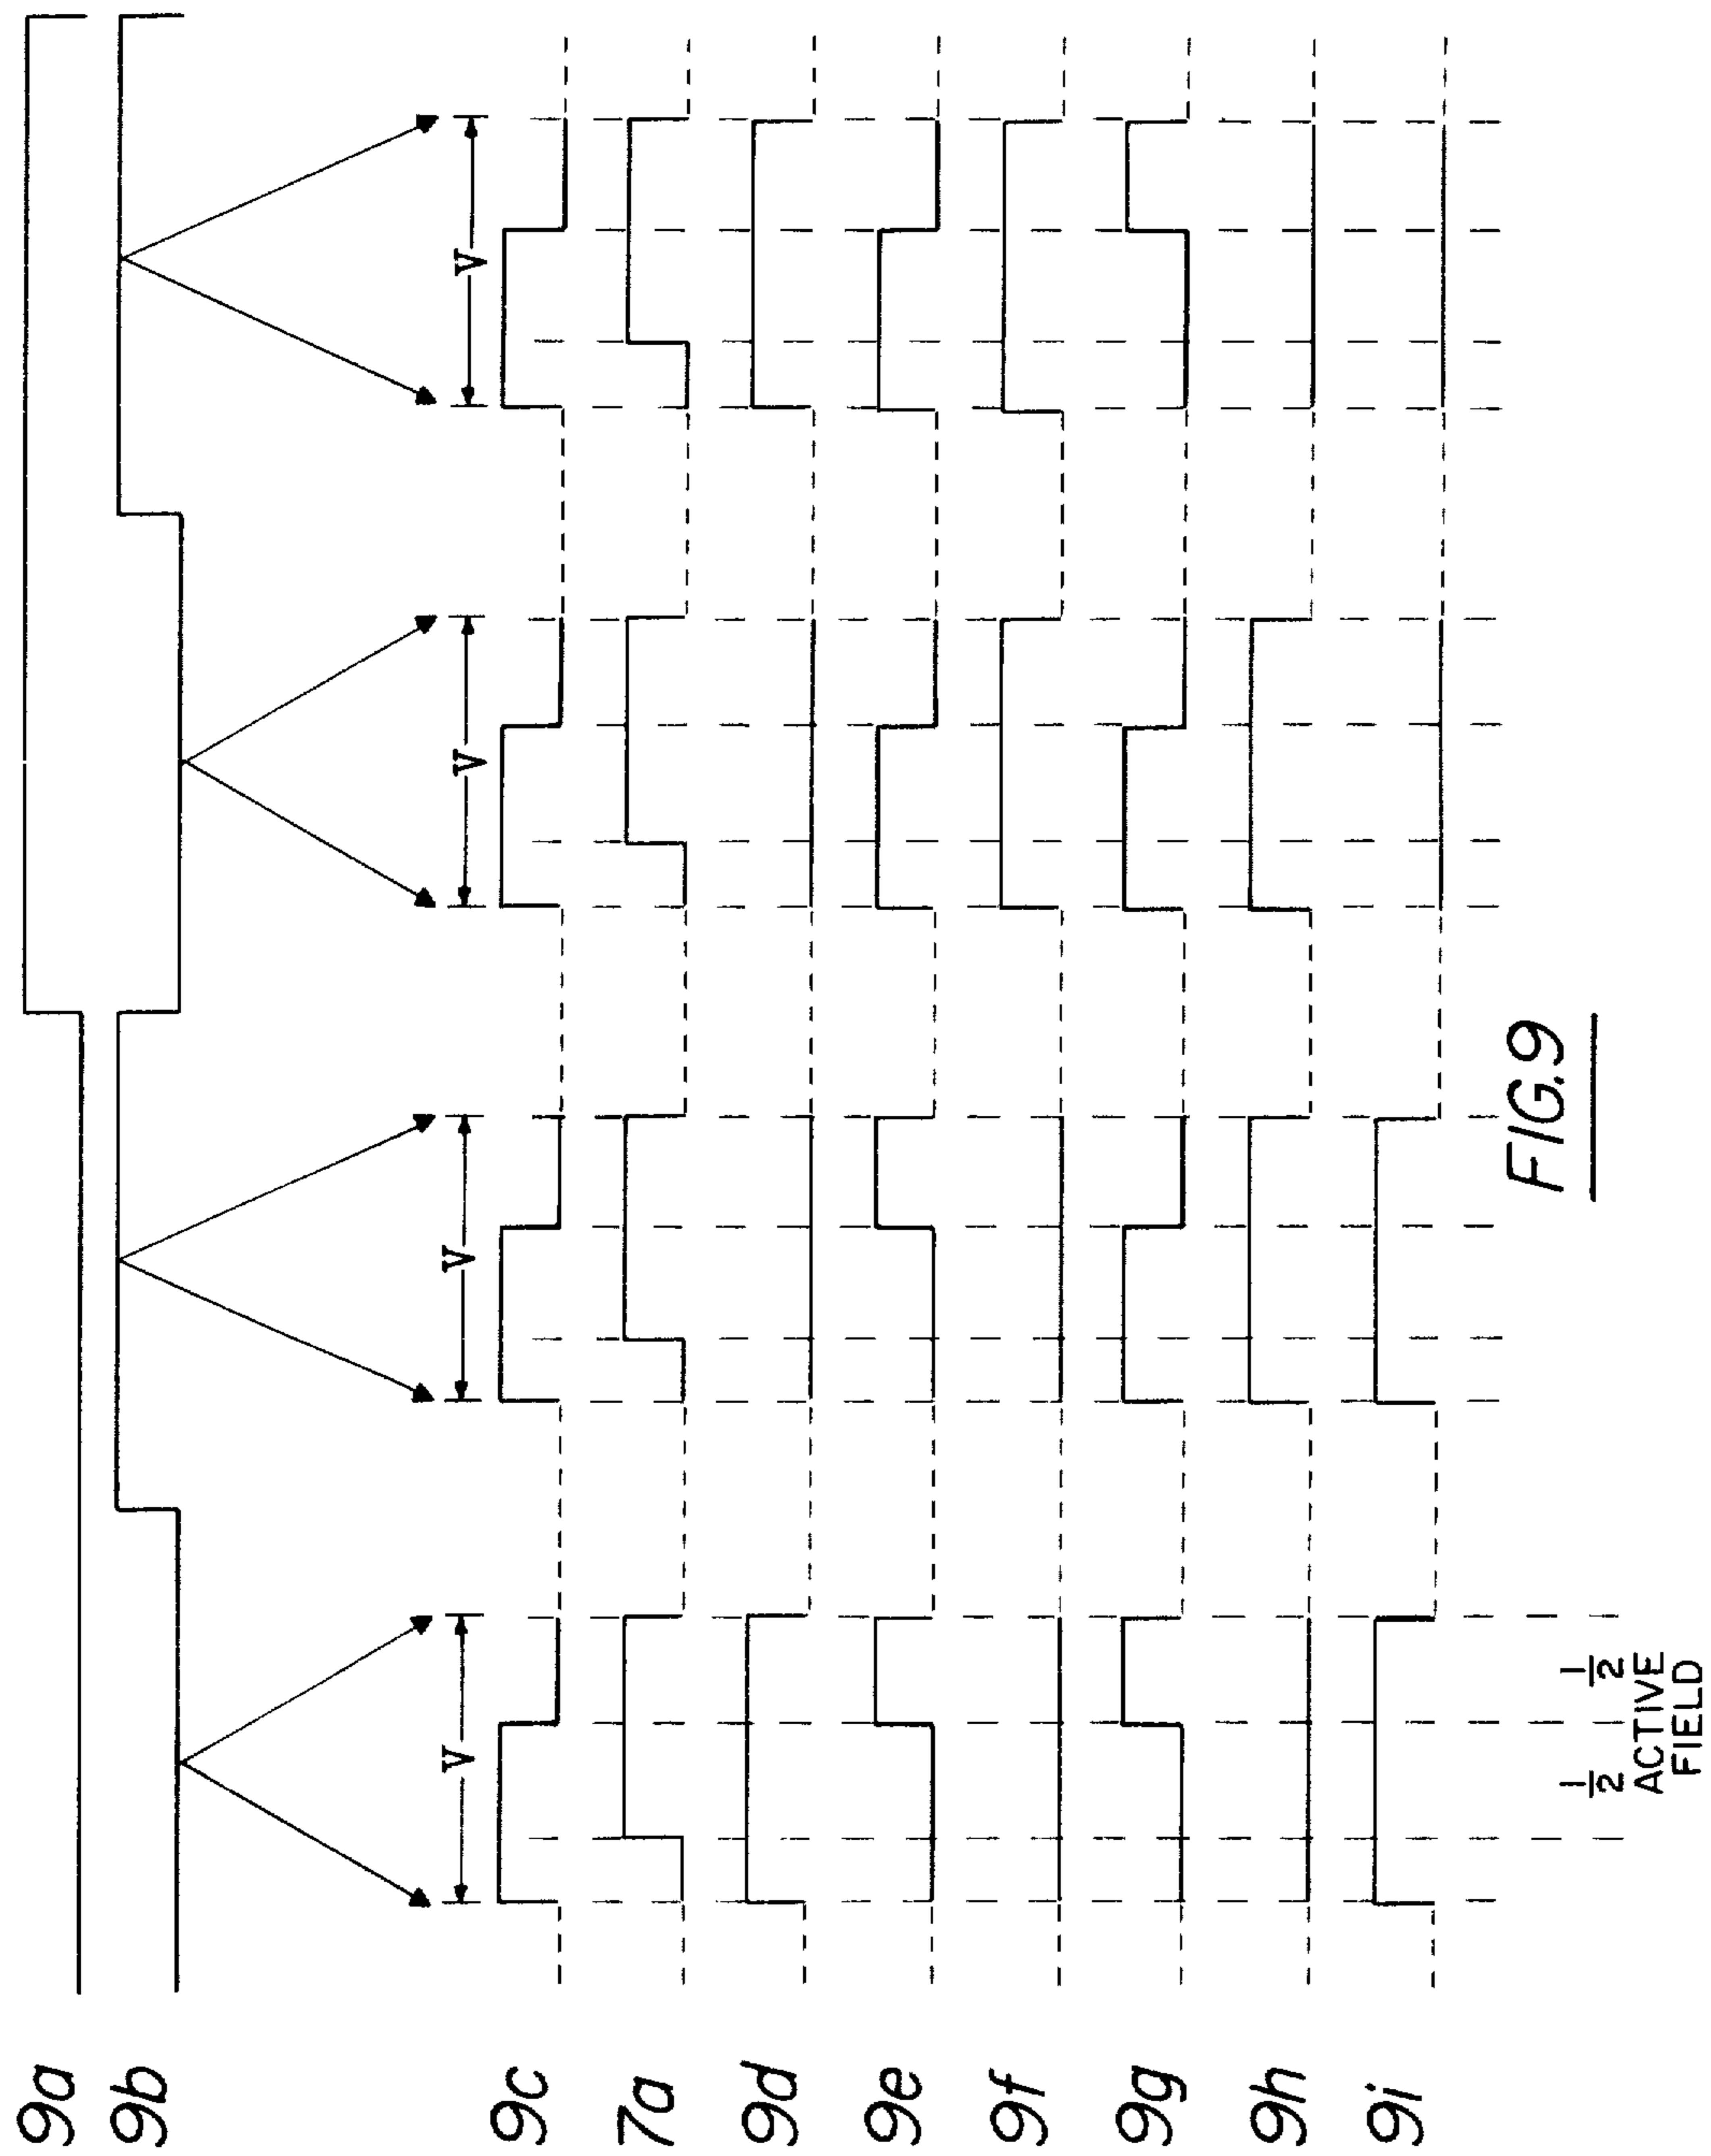 9a
9b
V V V V
9c
7a
9d
9e
9f
9g
9h
9i
1/2 1/2
ACTIVE
FIELD
FIG.9